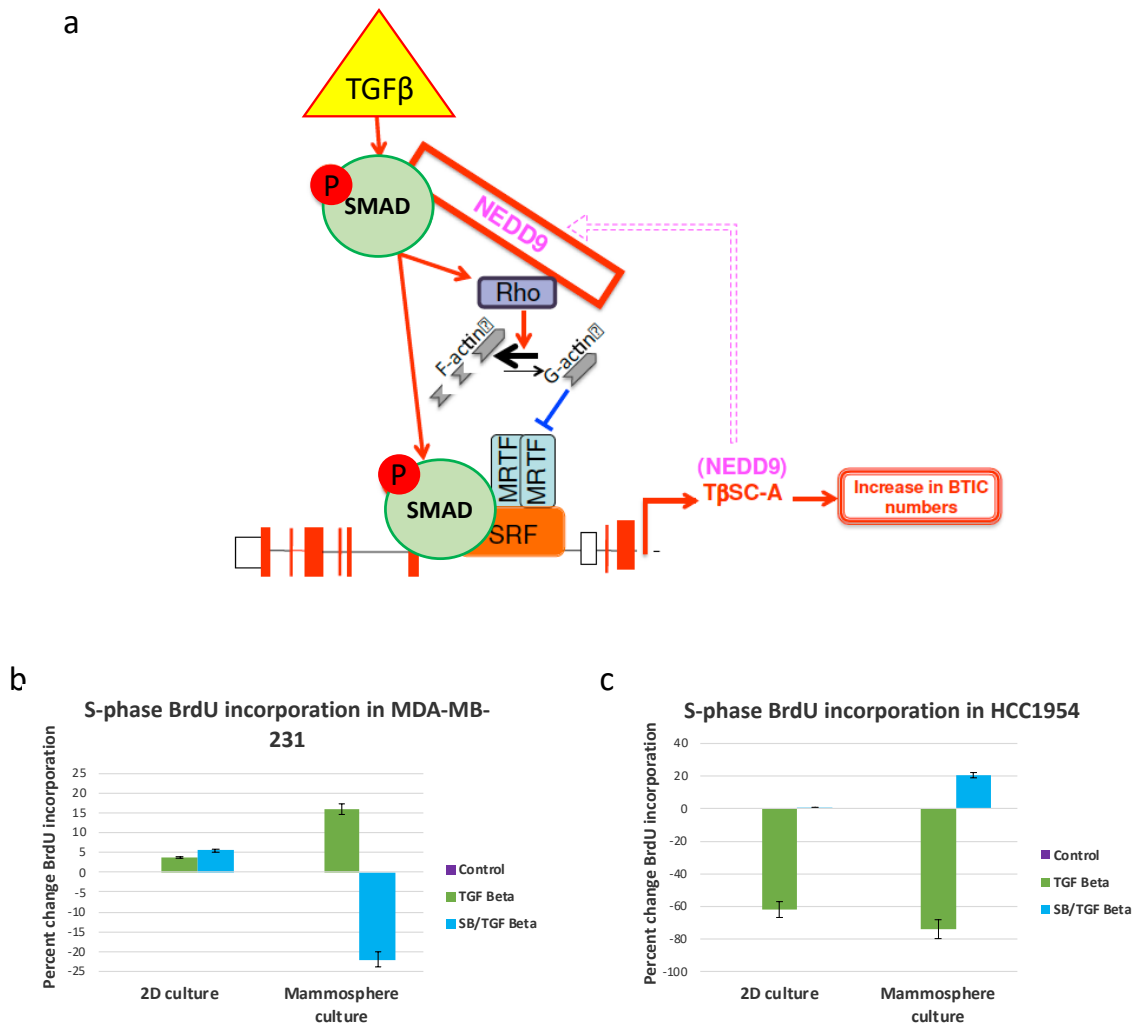 a
TGFβ
P
SMAD
NEDD9
Rho
F-actin
G-actin
MRTF
MRTF
P
SMAD
SRF
(NEDD9)
TβSC-A
Increase in BTIC
numbers
b
S-phase BrdU incorporation in MDA-MB-
231
Percent change BrdU incorporation
25
20
15
10
5
0
-5
-10
-15
-20
-25
2D culture
Mammosphere
culture
Control
TGF Beta
SB/TGF Beta
c
S-phase BrdU incorporation in HCC1954
Percent change BrdU incorporation
40
20
0
-20
-40
-60
-80
-100
2D culture
Mammosphere
culture
Control
TGF Beta
SB/TGF Beta